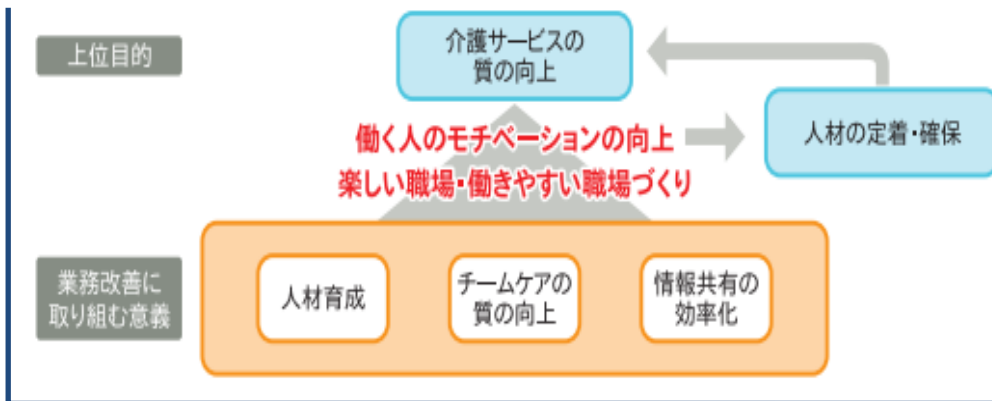 上位目的
介護サービスの
質の向上
働く人のモチベーションの向上
楽しい職場・働きやすい職場づくり
人材の定着・確保
業務改善に
取り組む意義
人材育成
チームケアの
質の向上
情報共有の
効率化